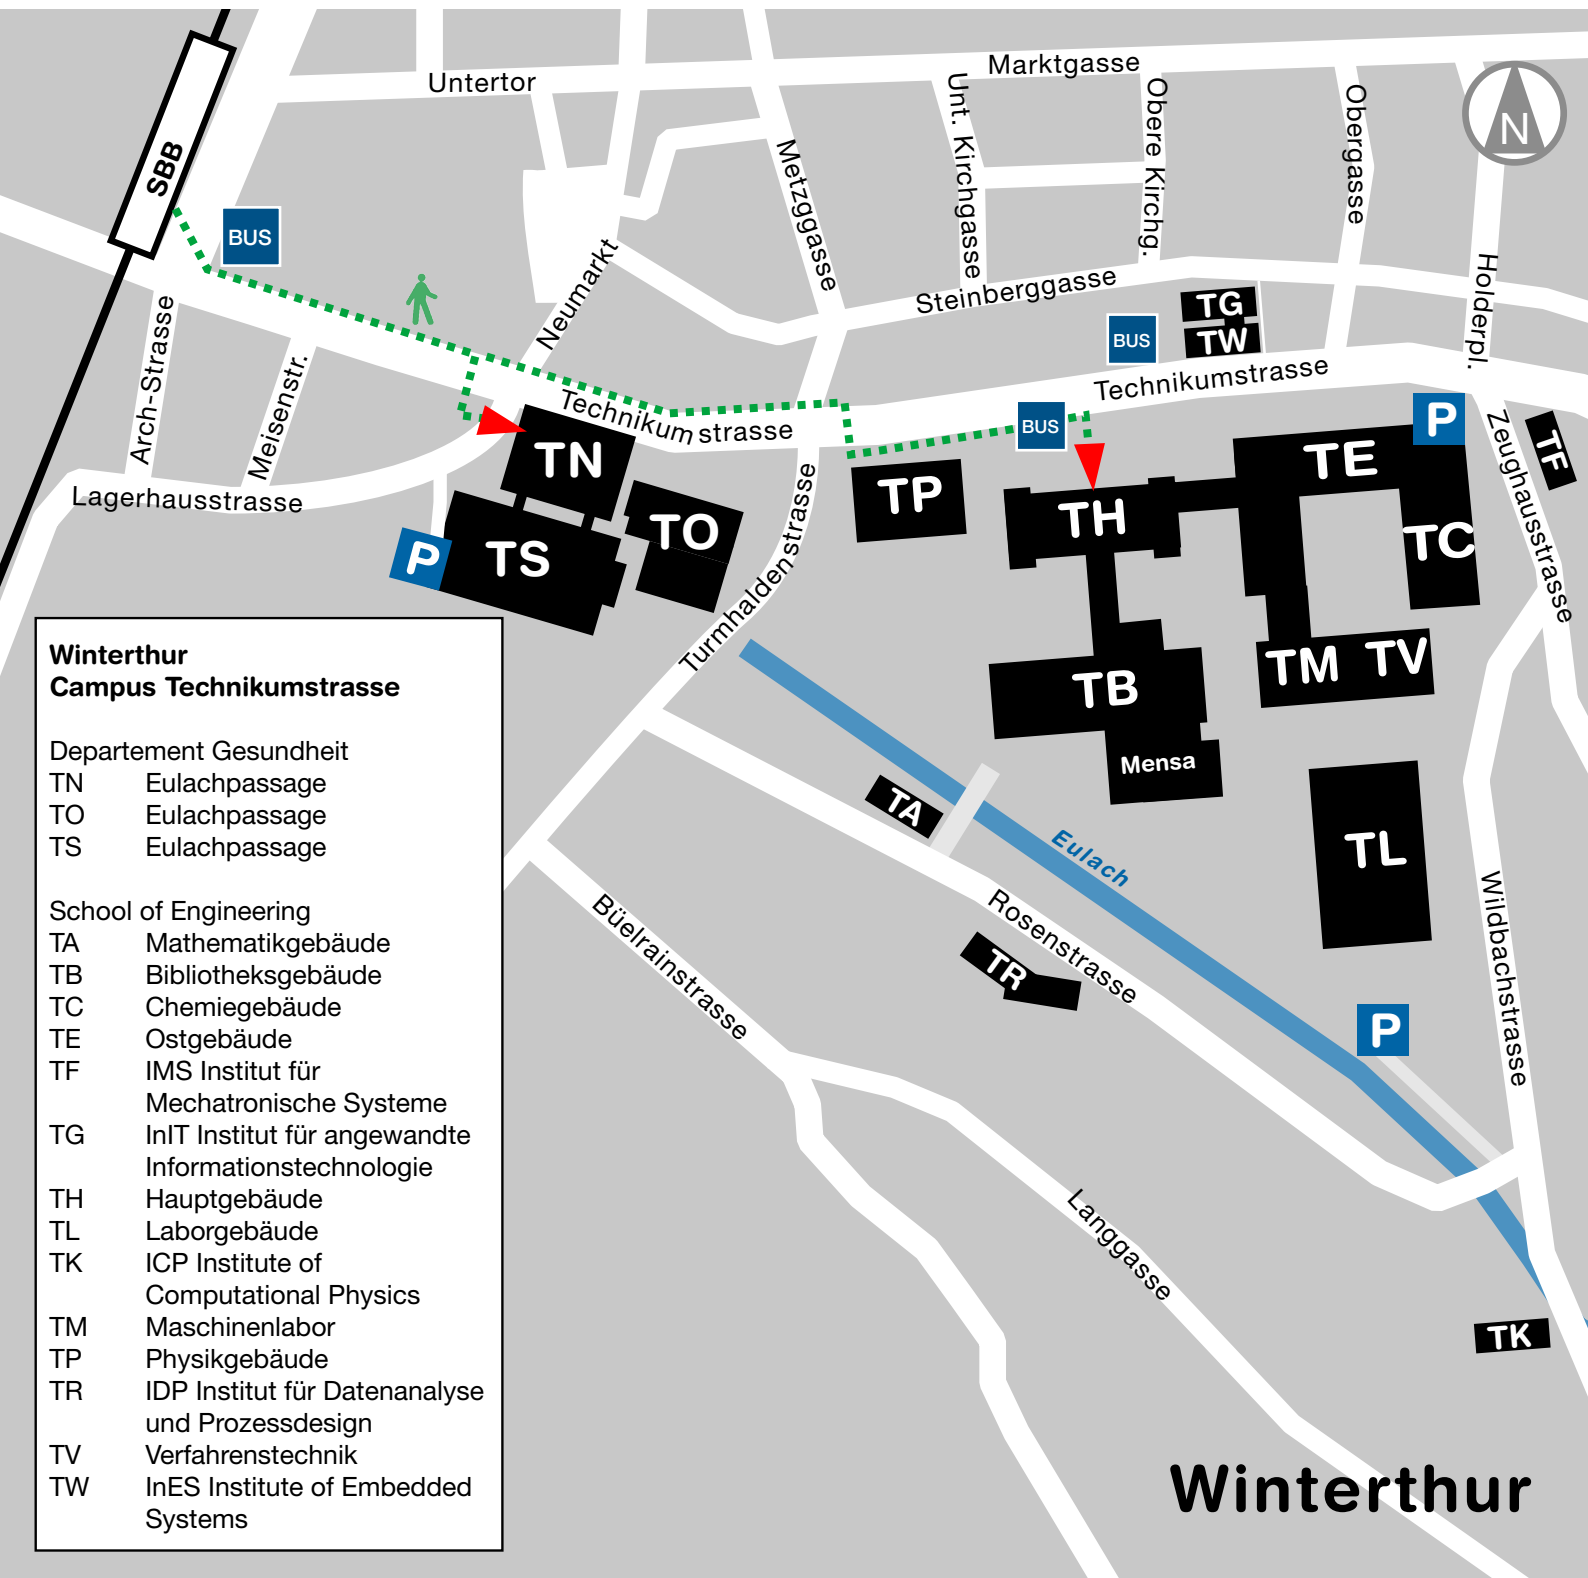 Untertor
Marktgasse
N
SBB
BUS
Unt. Kirchgasse
Obere Kirchg.
Obergasse
Metzggasse
Neumarkt
Steinberggasse
Holderpl.
Arch-Strasse
Meisenstr.
TG
TW
BUS
Technikumstrasse
BUS
P
Technikum strasse
Zeughausstrasse
TF
TN
TE
TP
TH
TC
Lagerhausstrasse
TO
TS
P
Turmhaldenstrasse
TB
TM TV
Mensa
TA
TL
Eulach
Rosenstrasse
TR
Büelrainstrasse
Wildbachstrasse
P
Langgasse
TK
Winterthur
Winterthur
Campus Technikumstrasse
Departement Gesundheit
TN Eulachpassage
TO Eulachpassage
TS Eulachpassage
School of Engineering
TA Mathematikgebäude
TB Bibliotheksgebäude
TC Chemiegebäude
TE Ostgebäude
TF IMS Institut für
Mechatronische Systeme
TG InIT Institut für angewandte
Informationstechnologie
TH Hauptgebäude
TL Laborgebäude
TK ICP Institute of
Computational Physics
TM Maschinenlabor
TP Physikgebäude
TR IDP Institut für Datenanalyse
und Prozessdesign
TV Verfahrenstechnik
TW InES Institute of Embedded
Systems